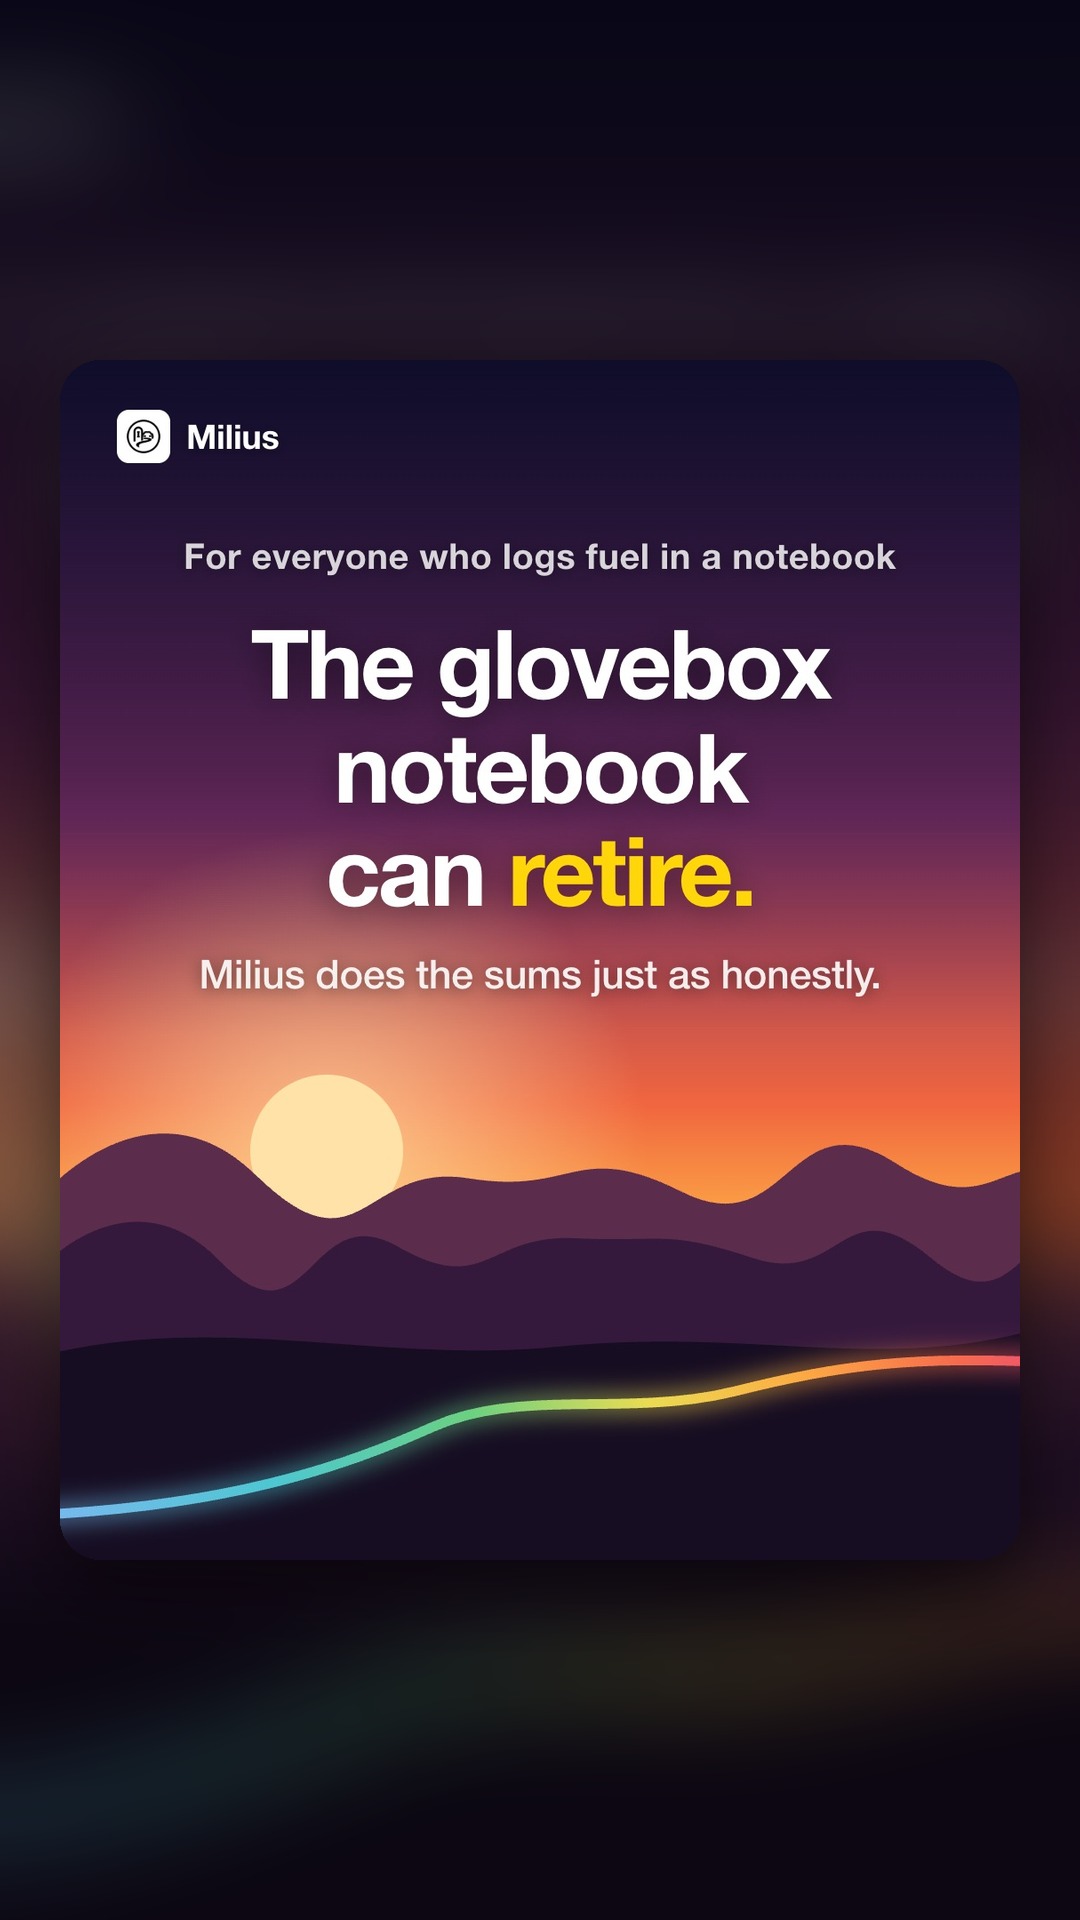 Milius
For everyone who logs fuel in a notebook
The glovebox
notebook
can retire.
Milius does the sums just as honestly.